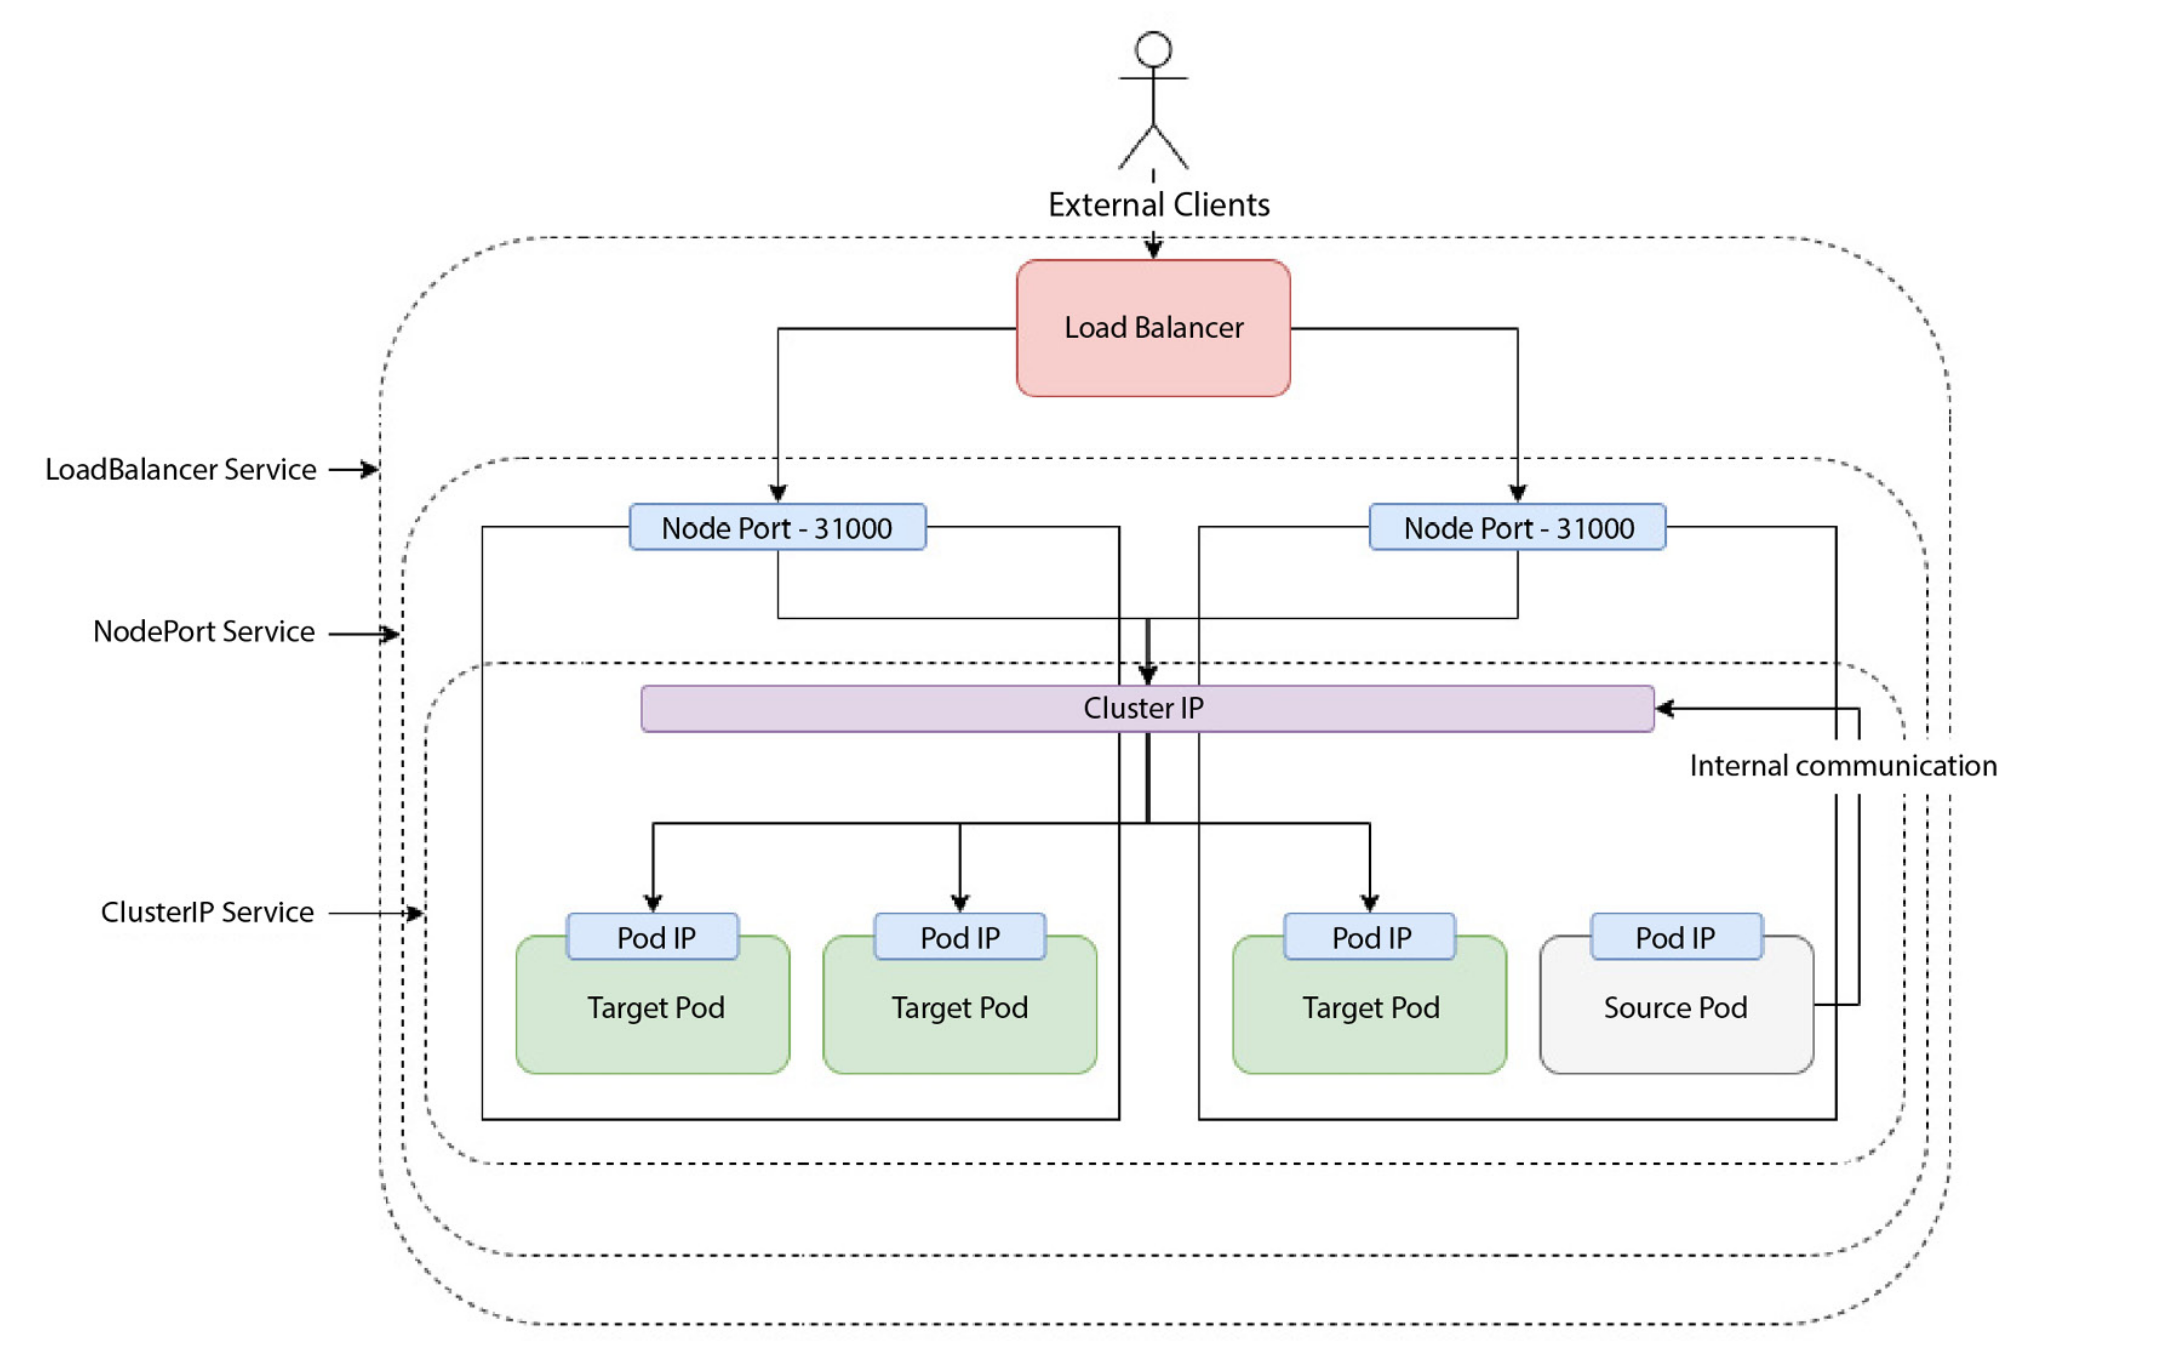 External Clients
Load Balancer
LoadBalancer Service
Node Port - 31000
Node Port - 31000
NodePort Service
Cluster IP
Internal communication
ClusterIP Service
Pod IP
Pod IP
Pod IP
Pod IP
Target Pod
Target Pod
Target Pod
Source Pod